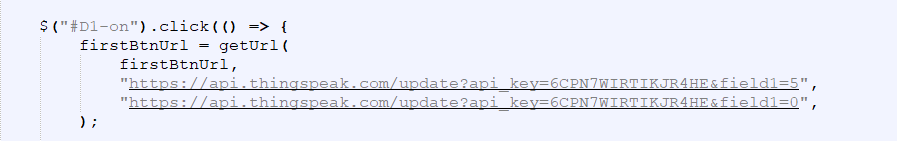 $("#D1-on").click(() => {
firstBtnUrl = getUrl(
firstBtnUrl,
"https://api.thingspeak.com/update?api_key=6CPN7WIRTIKJR4HE&field1=5",
"https://api.thingspeak.com/update?api_key=6CPN7WIRTIKJR4HE&field1=0",
);